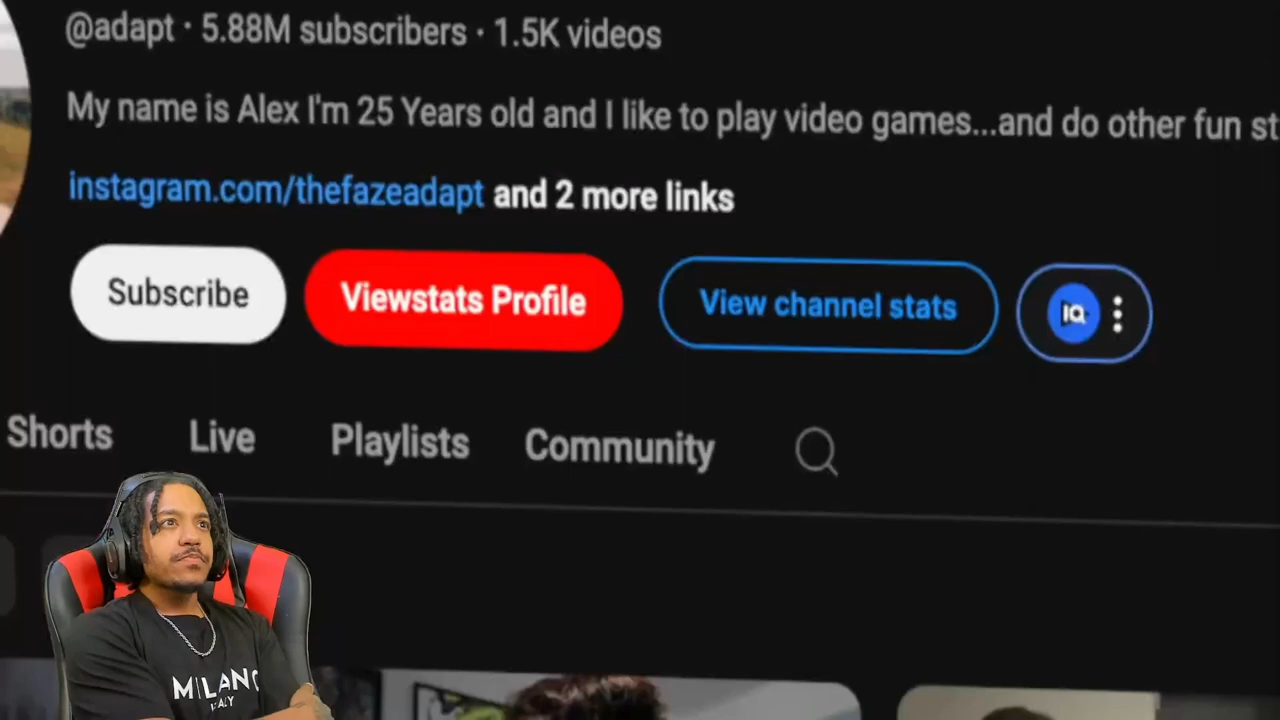 @adapt · 5.88M subscribers · 1.5K videos
My name is Alex I'm 25 Years old and I like to play video games...and do other fun st
instagram.com/thefazeadapt and 2 more links
Subscribe Viewstats Profile View channel stats IQ
Shorts Live Playlists Community
MILANO
ITALY